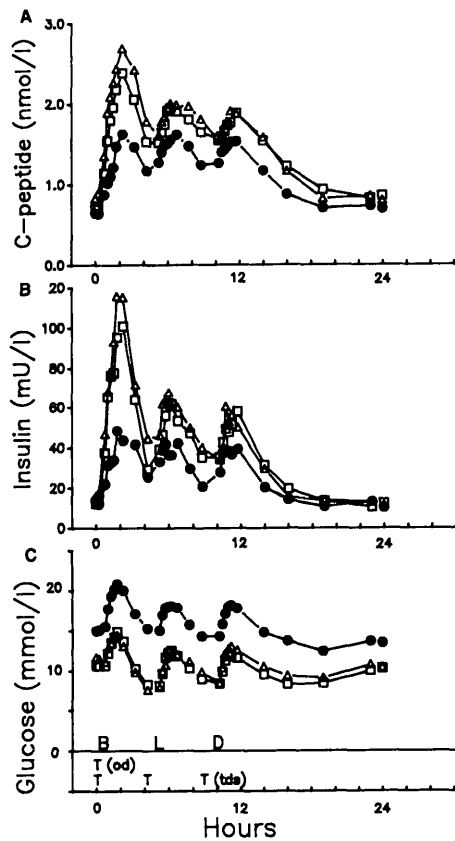 A
3.0
2.0
1.0
0.0
C-peptide (nmol/l)
0
12
24
B
20
100
80
60
40
20
0
Insulin (mU/l)
0
12
24
C
20
10
0
Glucose (mmol/l)
B L D
T (od)
T T T (tds)
0
12
24
Hours